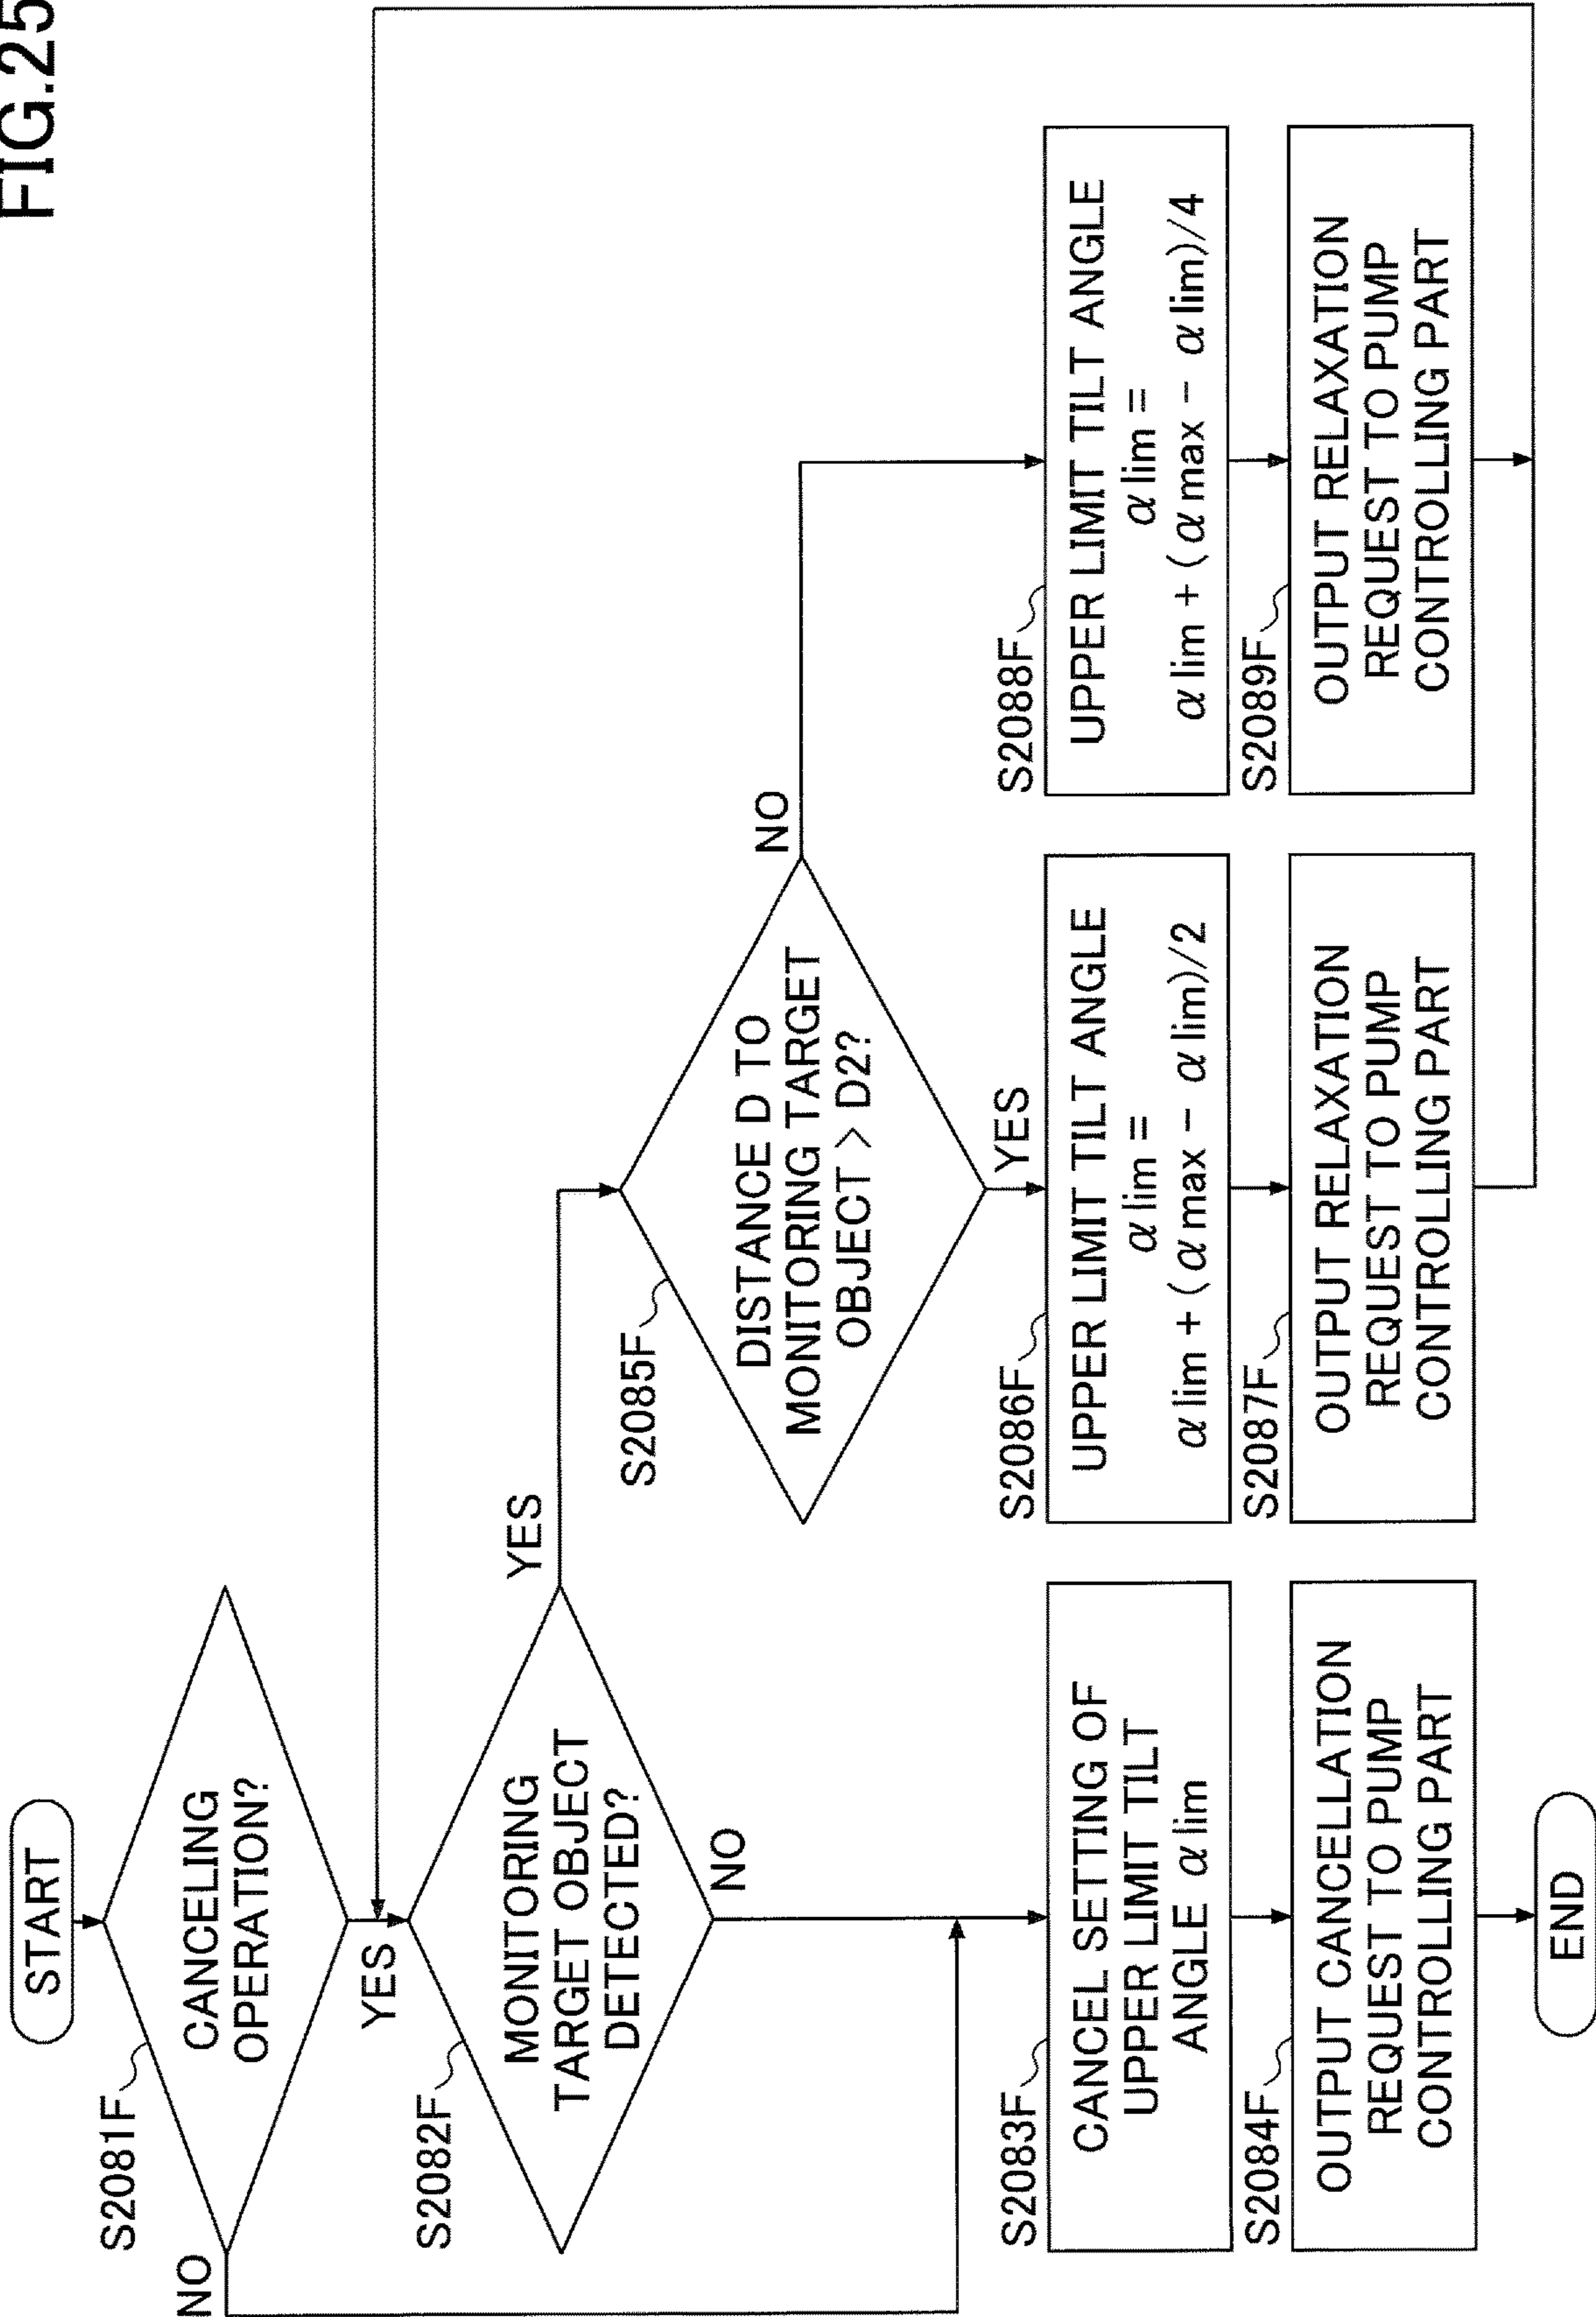 FIG.25
START
S2081F
CANCELING
OPERATION?
NO
YES
S2082F
MONITORING
TARGET OBJECT
DETECTED?
YES
NO
S2085F
DISTANCE D TO
MONITORING TARGET
OBJECT > D2?
NO
YES
S2083F
CANCEL SETTING OF
UPPER LIMIT TILT
ANGLE α lim
S2086F
UPPER LIMIT TILT ANGLE
α lim =
α lim + (α max - α lim)/2
S2088F
UPPER LIMIT TILT ANGLE
α lim =
α lim + (α max - α lim)/4
S2084F
OUTPUT CANCELLATION
REQUEST TO PUMP
CONTROLLING PART
S2087F
OUTPUT RELAXATION
REQUEST TO PUMP
CONTROLLING PART
S2089F
OUTPUT RELAXATION
REQUEST TO PUMP
CONTROLLING PART
END